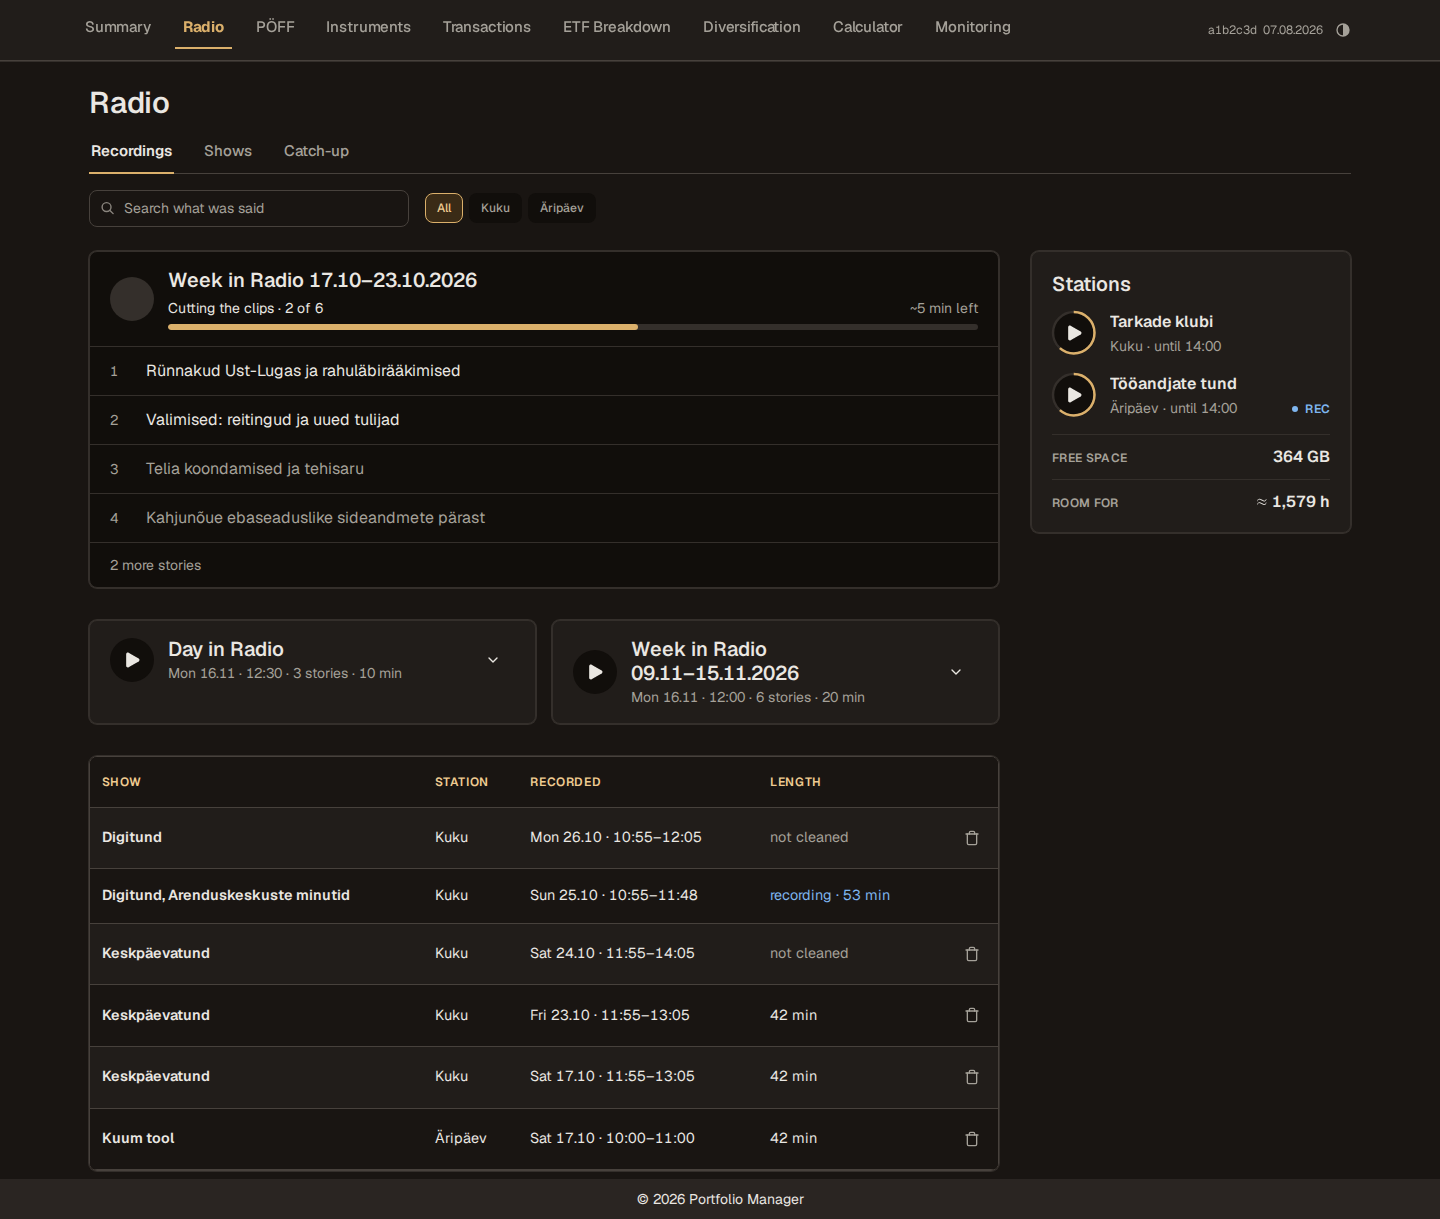 Summary Radio PÖFF Instruments Transactions ETF Breakdown Diversification Calculator Monitoring a1b2c3d 07.08.2026
Radio
Recordings Shows Catch-up
Search what was said All Kuku Äripäev
Week in Radio 17.10–23.10.2026
Cutting the clips · 2 of 6 ~5 min left
1 Rünnakud Ust-Lugas ja rahuläbirääkimised
2 Valimised: reitingud ja uued tulijad
3 Telia koondamised ja tehisaru
4 Kahjunõue ebaseaduslike sideandmete pärast
2 more stories
Stations
Tarkade klubi
Kuku · until 14:00
Tööandjate tund
Äripäev · until 14:00 REC
FREE SPACE 364 GB
ROOM FOR ≈ 1,579 h
Day in Radio
Mon 16.11 · 12:30 · 3 stories · 10 min
Week in Radio
09.11–15.11.2026
Mon 16.11 · 12:00 · 6 stories · 20 min
SHOW STATION RECORDED LENGTH
Digitund Kuku Mon 26.10 · 10:55–12:05 not cleaned
Digitund, Arenduskeskuste minutid Kuku Sun 25.10 · 10:55–11:48 recording · 53 min
Keskpäevatund Kuku Sat 24.10 · 11:55–14:05 not cleaned
Keskpäevatund Kuku Fri 23.10 · 11:55–13:05 42 min
Keskpäevatund Kuku Sat 17.10 · 11:55–13:05 42 min
Kuum tool Äripäev Sat 17.10 · 10:00–11:00 42 min
© 2026 Portfolio Manager